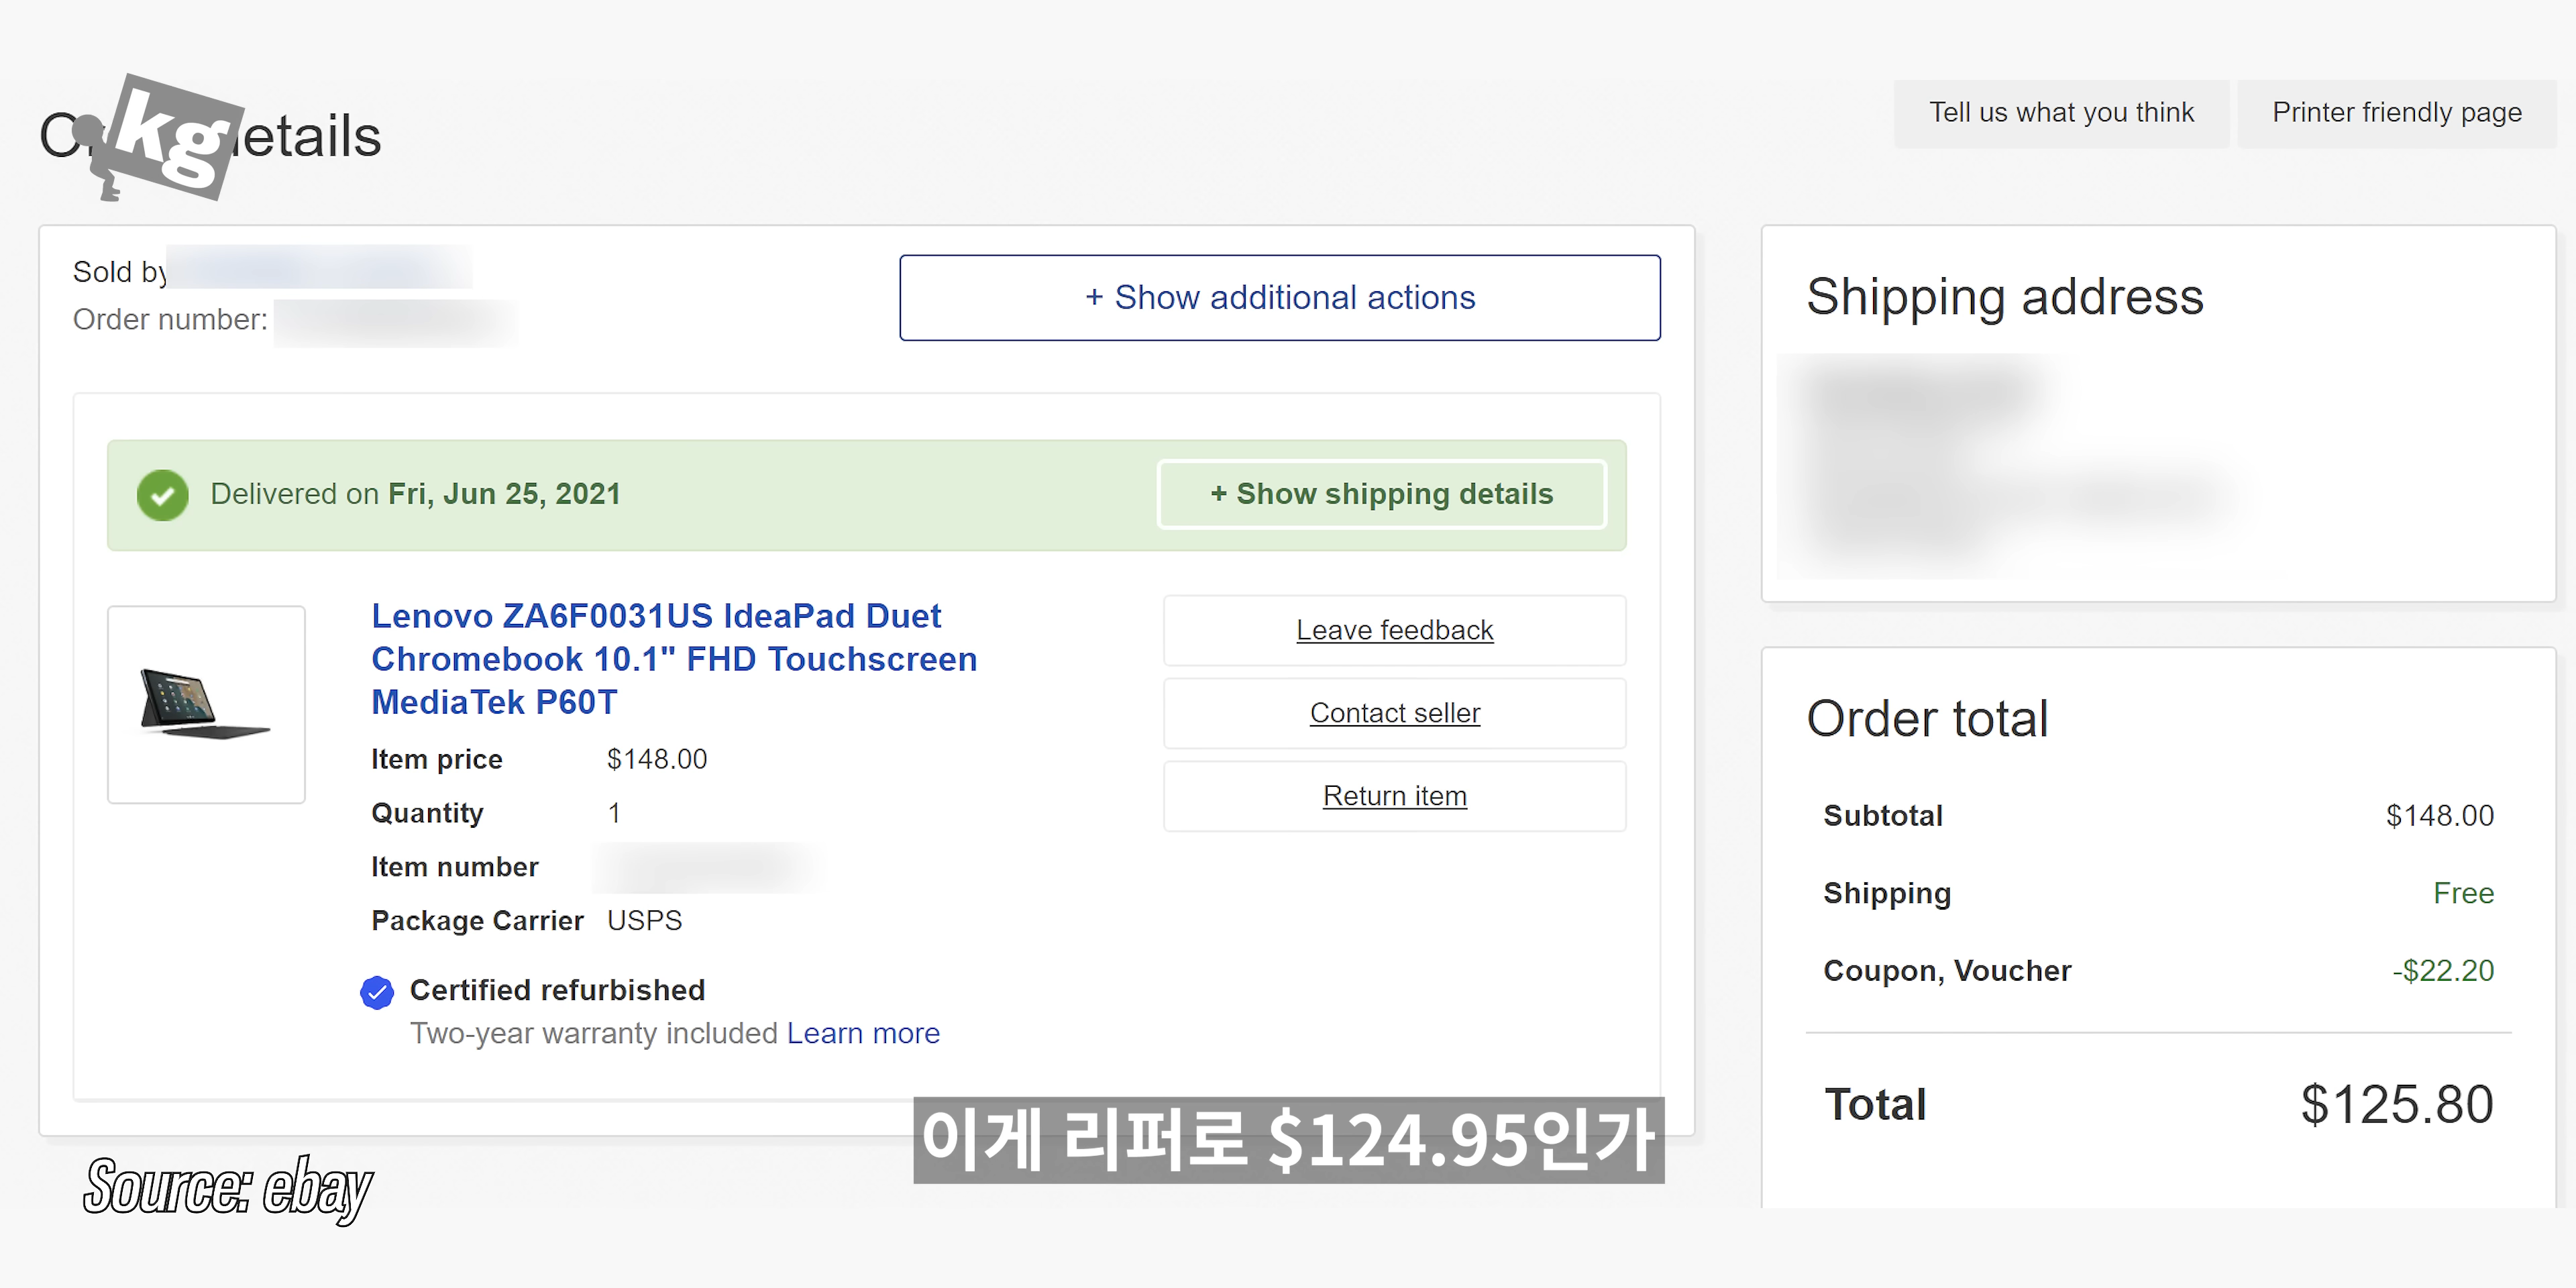 kg
etails
Tell us what you think
Printer friendly page
Sold by
Order number:
+ Show additional actions
Delivered on Fri, Jun 25, 2021
+ Show shipping details
Lenovo ZA6F0031US IdeaPad Duet
Chromebook 10.1" FHD Touchscreen
MediaTek P60T
Item price $148.00
Quantity 1
Item number
Package Carrier USPS
Certified refurbished
Two-year warranty included Learn more
Leave feedback
Contact seller
Return item
Shipping address
Order total
Subtotal $148.00
Shipping Free
Coupon, Voucher -$22.20
Total $125.80
이게 리퍼로 $124.95인가
Source: ebay